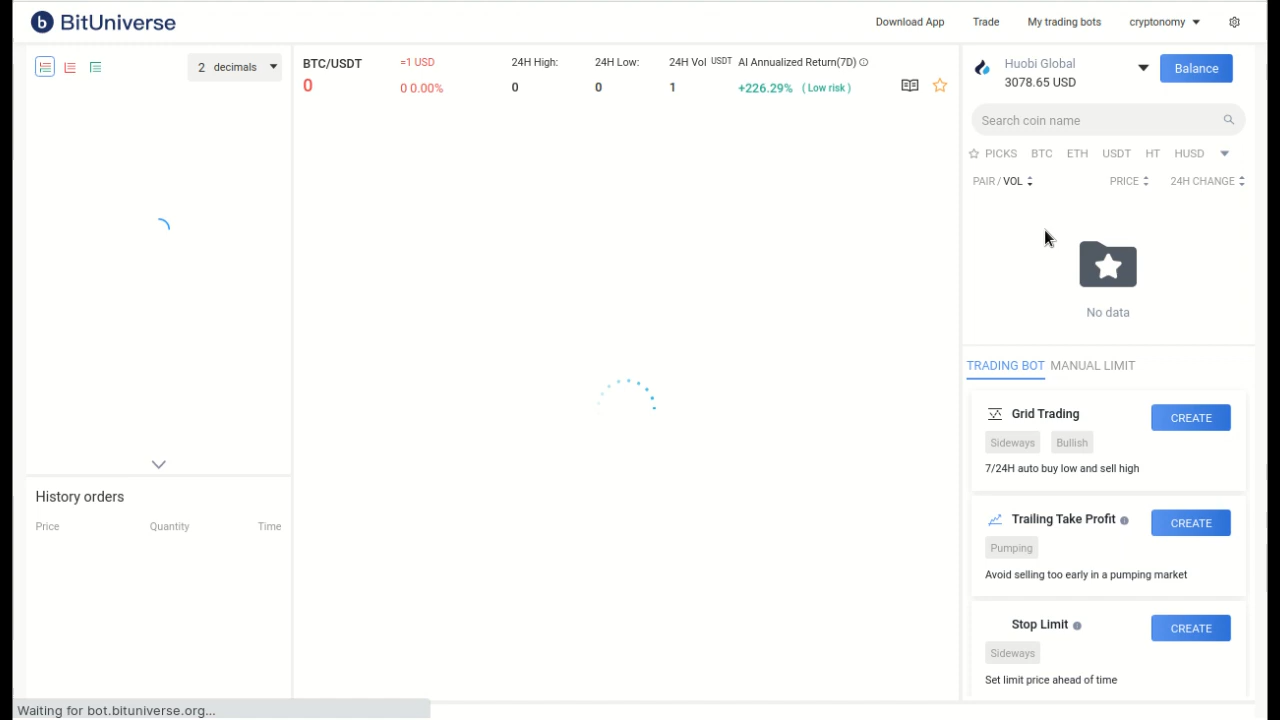 BitUniverse
Download App
Trade
My trading bots
cryptonomy
2 decimals
BTC/USDT
0
=1 USD
0 0.00%
24H High:
0
24H Low:
0
24H Vol USDT
1
AI Annualized Return(7D)
+226.29% ( Low risk )
Huobi Global
3078.65 USD
Balance
Search coin name
PICKS BTC ETH USDT HT HUSD
PAIR / VOL PRICE 24H CHANGE
No data
TRADING BOT MANUAL LIMIT
Grid Trading
CREATE
Sideways Bullish
7/24H auto buy low and sell high
Trailing Take Profit
CREATE
Pumping
Avoid selling too early in a pumping market
Stop Limit
CREATE
Sideways
Set limit price ahead of time
History orders
Price Quantity Time
Waiting for bot.bituniverse.org...